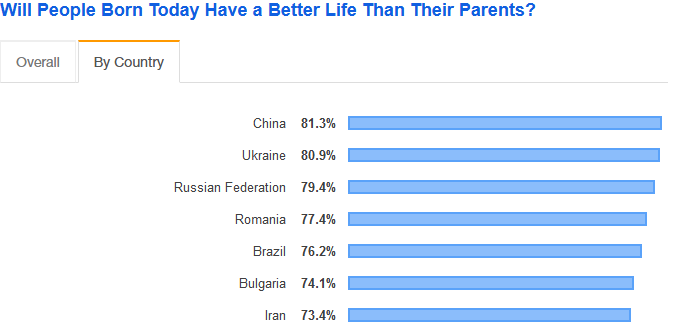 Will People Born Today Have a Better Life Than Their Parents?
Overall By Country
China 81.3%
Ukraine 80.9%
Russian Federation 79.4%
Romania 77.4%
Brazil 76.2%
Bulgaria 74.1%
Iran 73.4%